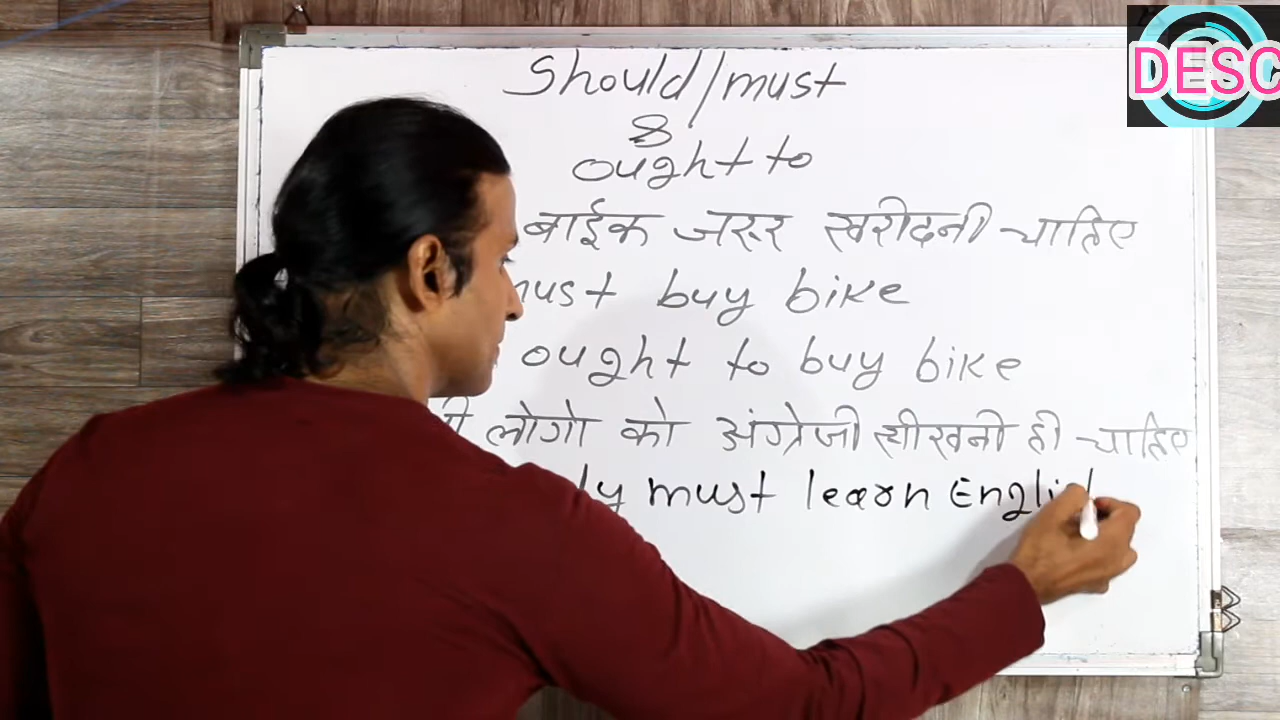 DESC
Should/must
&
ought to
बाईक जरूर खरीदनी चाहिए
must buy bike
ought to buy bike
लोगो को अंग्रेजी सीखनी ही चाहिए
must learn English